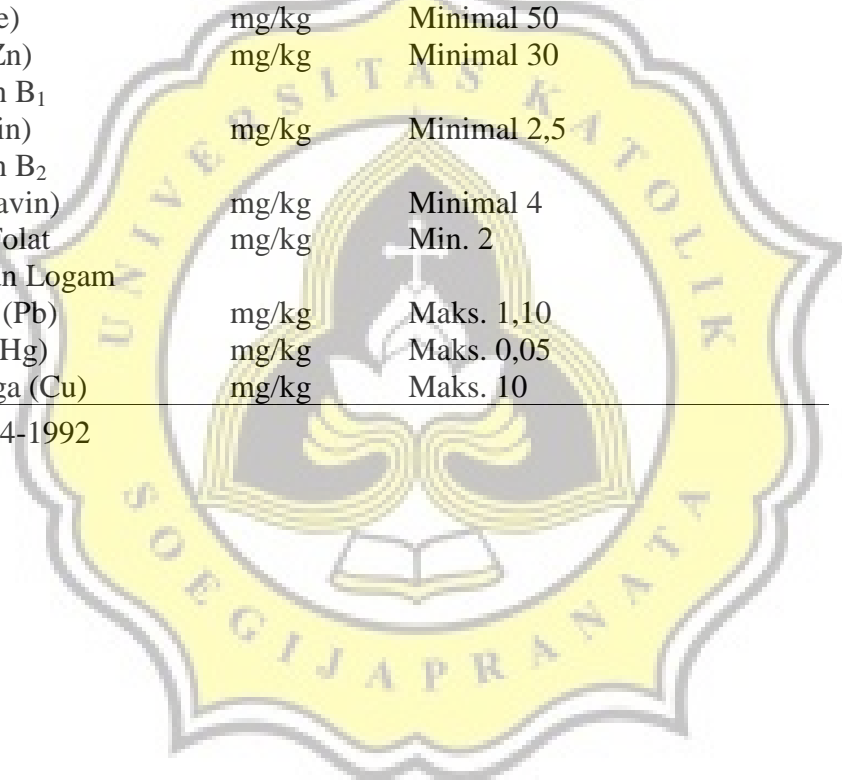 e) mg/kg Minimal 50
Zn) mg/kg Minimal 30
n B₁
in) mg/kg Minimal 2,5
n B₂
avin) mg/kg Minimal 4
Folat mg/kg Min. 2
an Logam
(Pb) mg/kg Maks. 1,10
Hg) mg/kg Maks. 0,05
ga (Cu) mg/kg Maks. 10
4-1992
UNIVERSITAS KATOLIK
SOEGIJAPRANATA